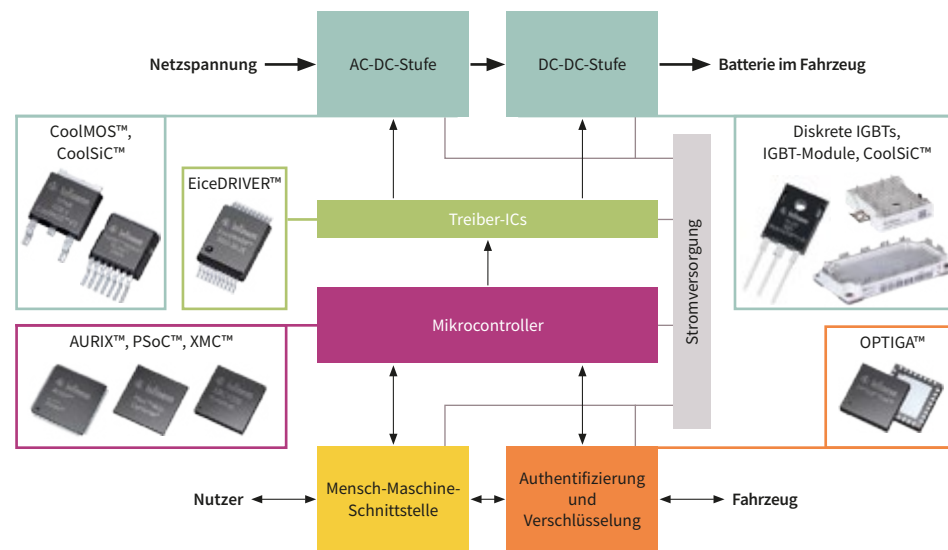 Netzspannung
AC-DC-Stufe
DC-DC-Stufe
Batterie im Fahrzeug
CoolMOS™,
CoolSiC™
EiceDRIVER™
Treiber-ICs
Stromversorgung
Diskrete IGBTs,
IGBT-Module, CoolSiC™
Mikrocontroller
AURIX™, PSoC™, XMC™
OPTIGA™
Nutzer
Mensch-Maschine-
Schnittstelle
Authentifizierung
und
Verschlüsselung
Fahrzeug